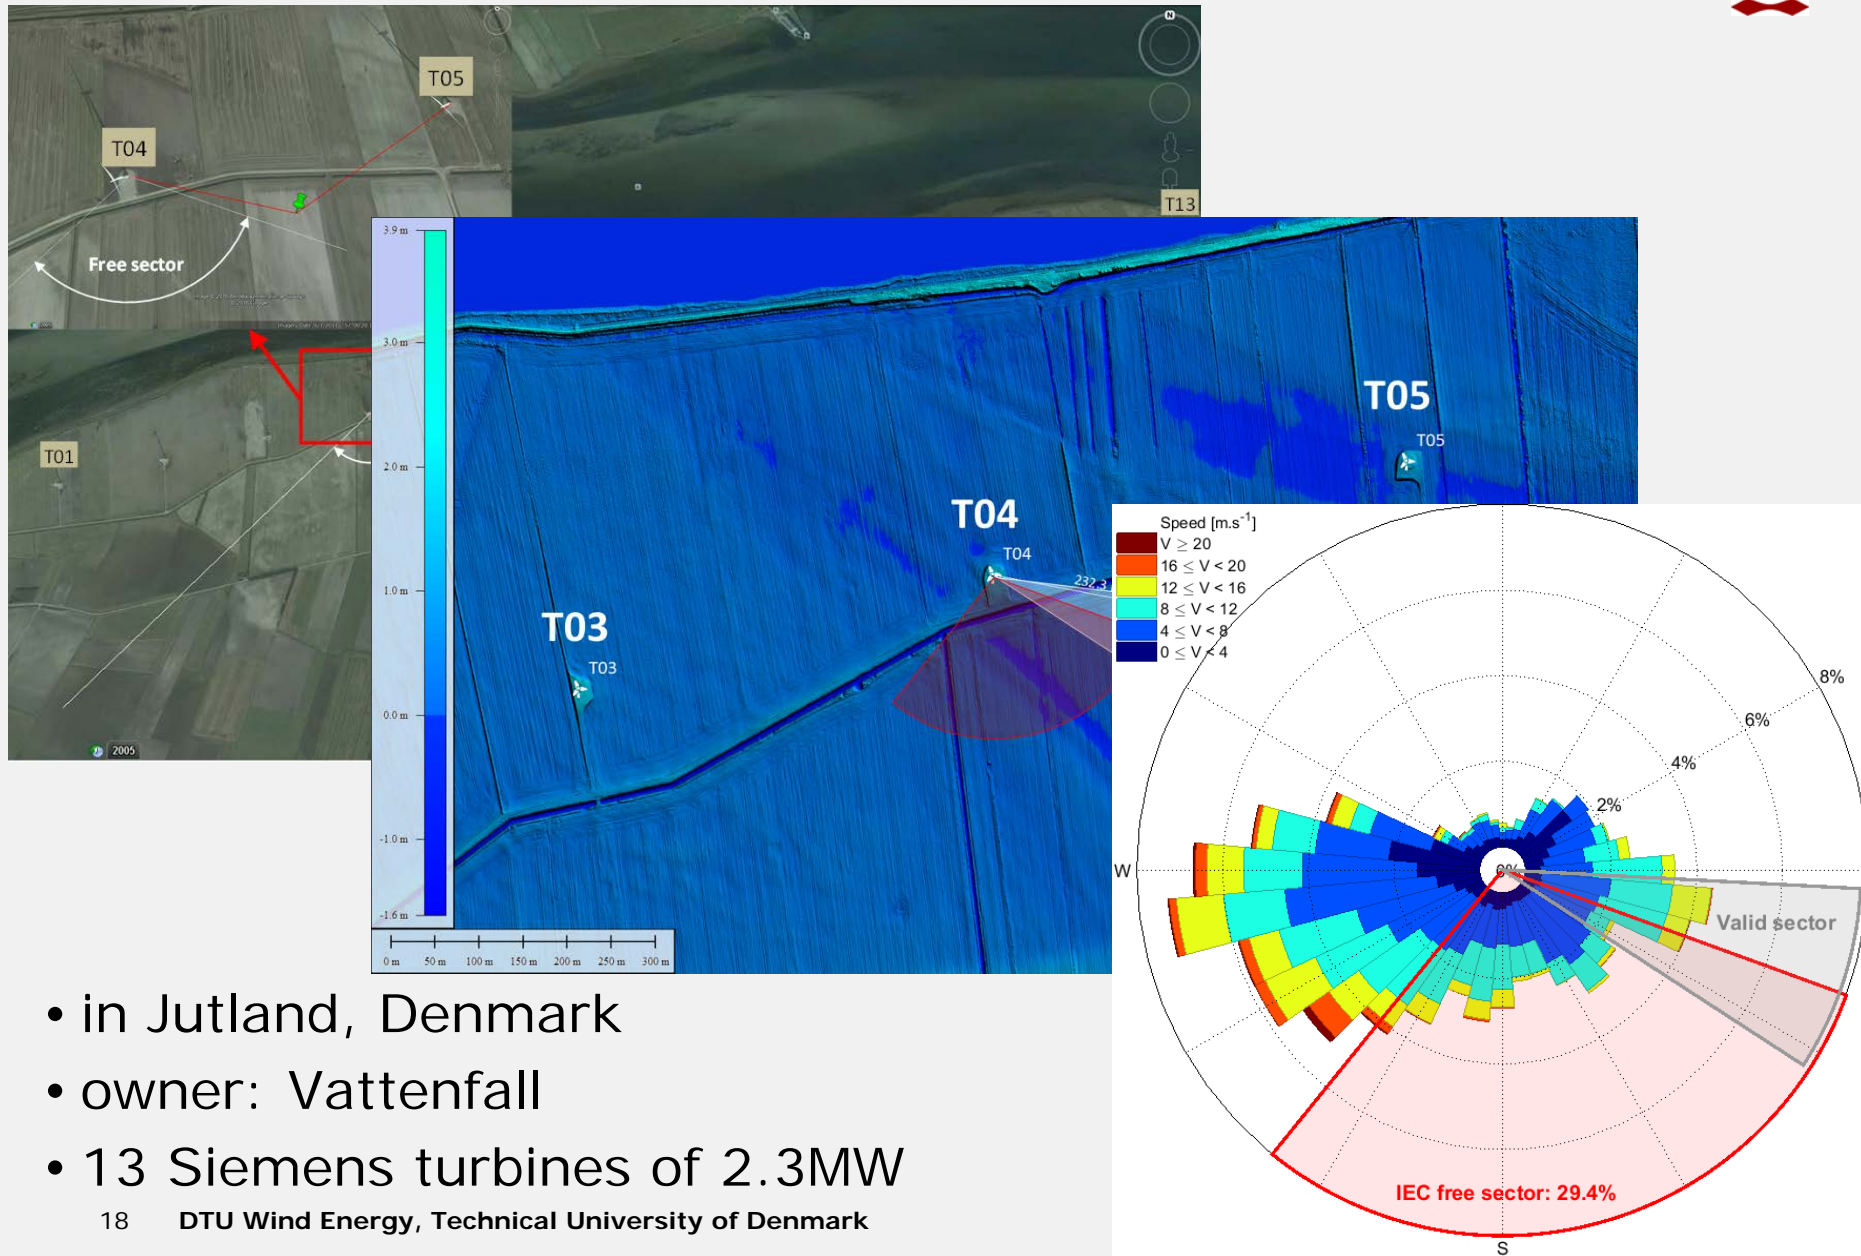 T05
T04
Free sector
T13
T01
2005
3.9 m
3.0 m
2.0 m
1.0 m
0.0 m
-1.0 m
-1.6 m
0 m 50 m 100 m 150 m 200 m 250 m 300 m
T05
T05
T04
T04
232.3
T03
T03
Speed [m.s⁻¹]
V ≥ 20
16 ≤ V < 20
12 ≤ V < 16
8 ≤ V < 12
4 ≤ V < 8
0 ≤ V < 4
8%
6%
4%
2%
0%
W
Valid sector
IEC free sector: 29.4%
S
• in Jutland, Denmark
• owner: Vattenfall
• 13 Siemens turbines of 2.3MW
18 DTU Wind Energy, Technical University of Denmark